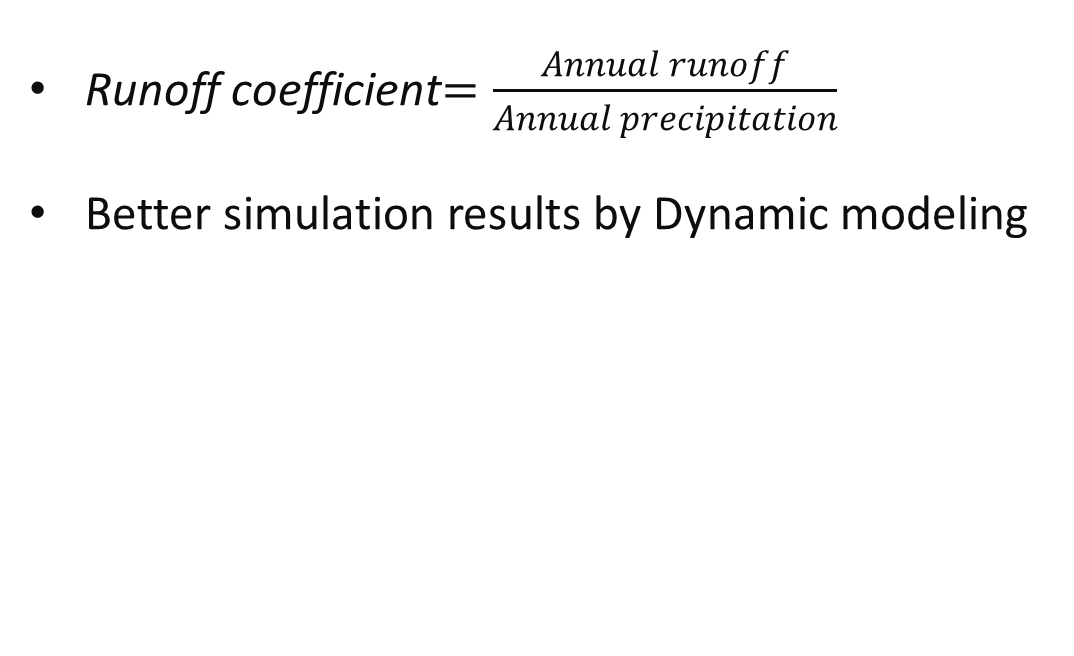 • Runoff coefficient= Annual runoff / Annual precipitation
• Better simulation results by Dynamic modeling